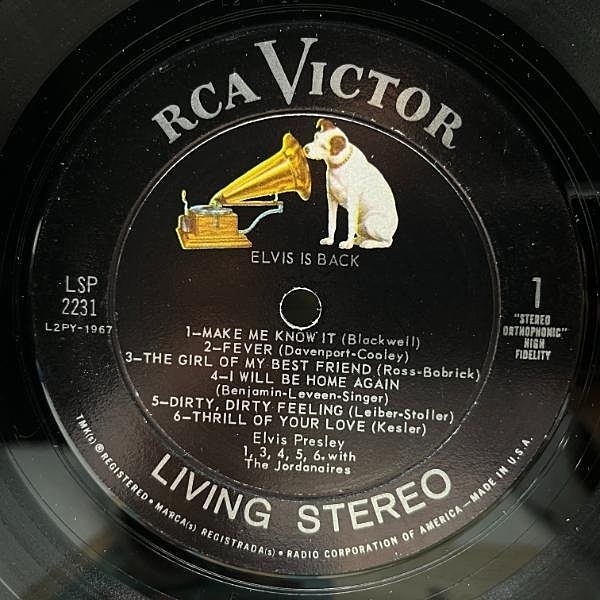 RCA VICTOR
ELVIS IS BACK
LSP
2231
L2PY-1967
1
"STEREO
ORTHOPHONIC"
HIGH
FIDELITY
1—MAKE ME KNOW IT (Blackwell)
2—FEVER (Davenport-Cooley)
3—THE GIRL OF MY BEST FRIEND (Ross-Bobrick)
4—I WILL BE HOME AGAIN
(Benjamin-Leveen-Singer)
5—DIRTY, DIRTY FEELING (Leiber-Stoller)
6—THRILL OF YOUR LOVE (Kesler)
Elvis Presley
1, 3, 4, 5, 6, with
The Jordanaires
LIVING STEREO
TMK(s) ® REGISTERED • MARCA(s) REGISTRADA(s) • RADIO CORPORATION OF AMERICA—MADE IN U.S.A.